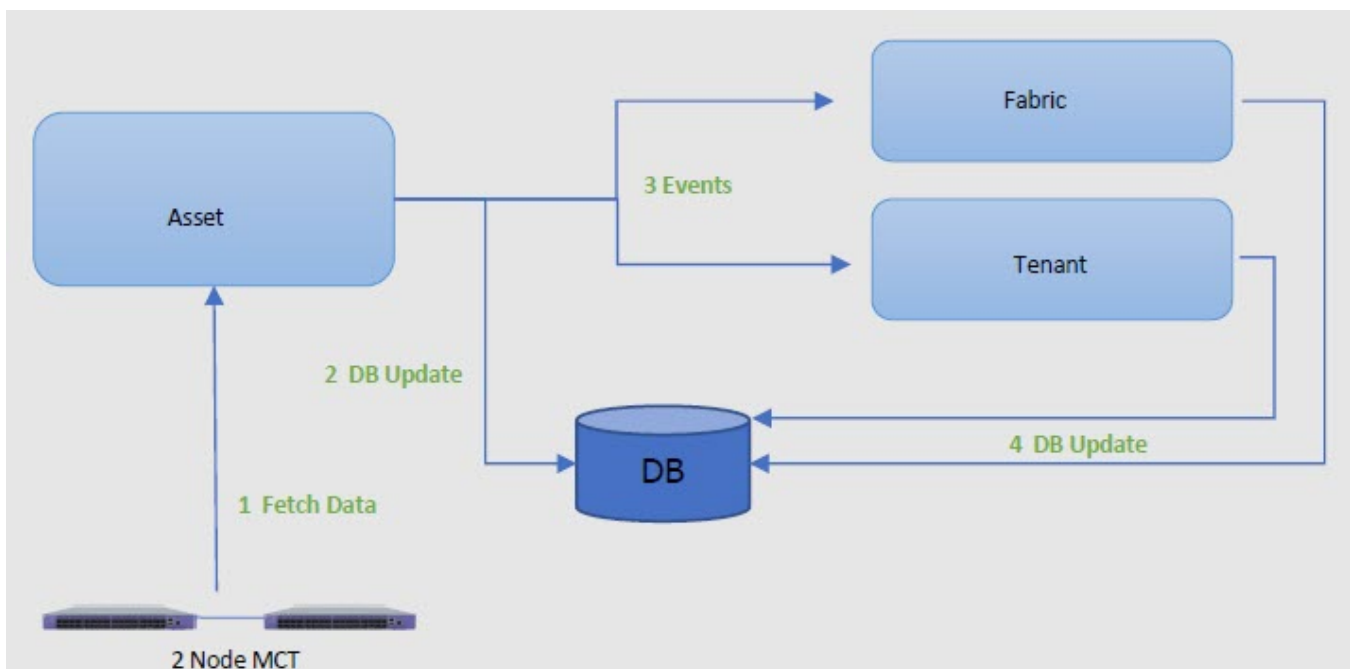 Fabric
3 Events
Asset
Tenant
2 DB Update
4 DB Update
DB
1 Fetch Data
2 Node MCT